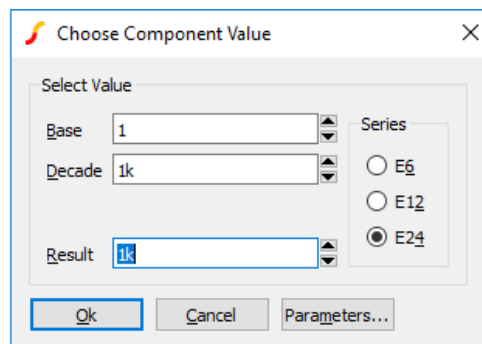 Choose Component Value
Select Value
Base 1
Decade 1k
Result 1k
Series
E6
E12
E24
Ok Cancel Parameters...